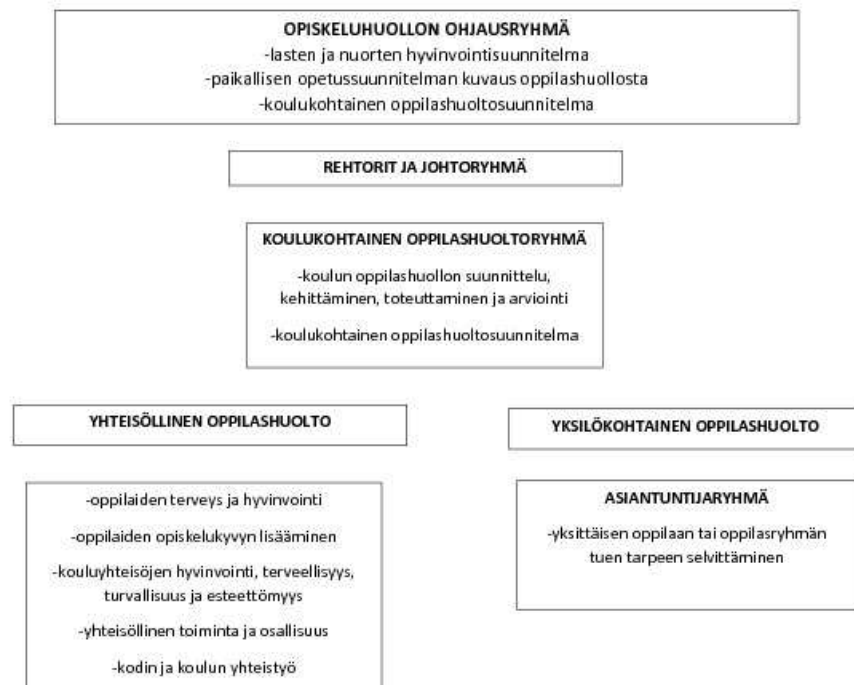 OPISKELUHUOLLON OHJAUSRYHMÄ
-lasten ja nuorten hyvinvointisuunnitelma
-paikallisen opetussuunnitelman kuvaus oppilashuollosta
-koulukohtainen oppilashuoltosuunnitelma
REHTORIT JA JOHTORYHMÄ
KOULUKOHTAINEN OPPILASHUOLTORYHMÄ
-koulun oppilashuollon suunnittelu,
kehittäminen, toteuttaminen ja arviointi
-koulukohtainen oppilashuoltosuunnitelma
YHTEISÖLLINEN OPPILASHUOLTO
-oppilaiden terveys ja hyvinvointi
-oppilaiden opiskelukyvyn lisääminen
-kouluyhteisöjen hyvinvointi, terveellisyys,
turvallisuus ja esteettömyys
-yhteisöllinen toiminta ja osallisuus
-kodin ja koulun yhteistyö
YKSILÖKOHTAINEN OPPILASHUOLTO
ASIANTUNTIJARYHMÄ
-yksittäisen oppilaan tai oppilasryhmän
tuen tarpeen selvittäminen